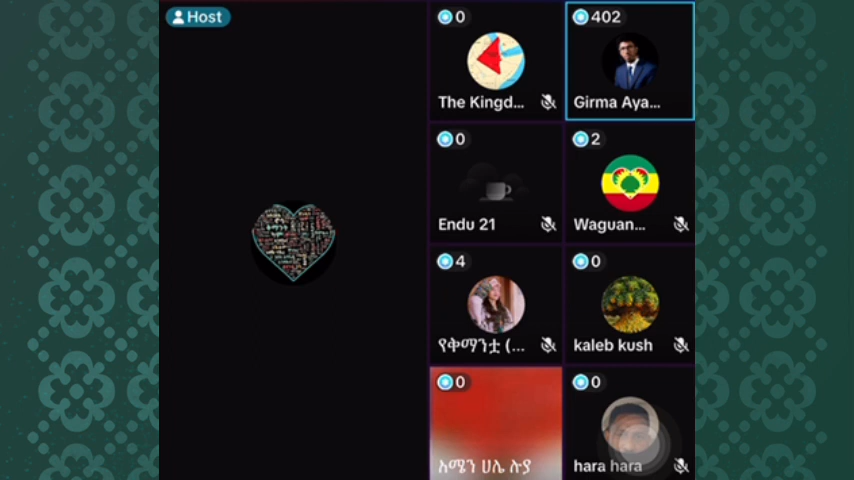 Host
0
402
The Kingd...
Girma Aya...
0
2
Endu 21
Waguan...
4
0
የቅማንቷ (...
kaleb kush
0
0
አሜን ሀሌ ሉያ
hara hara